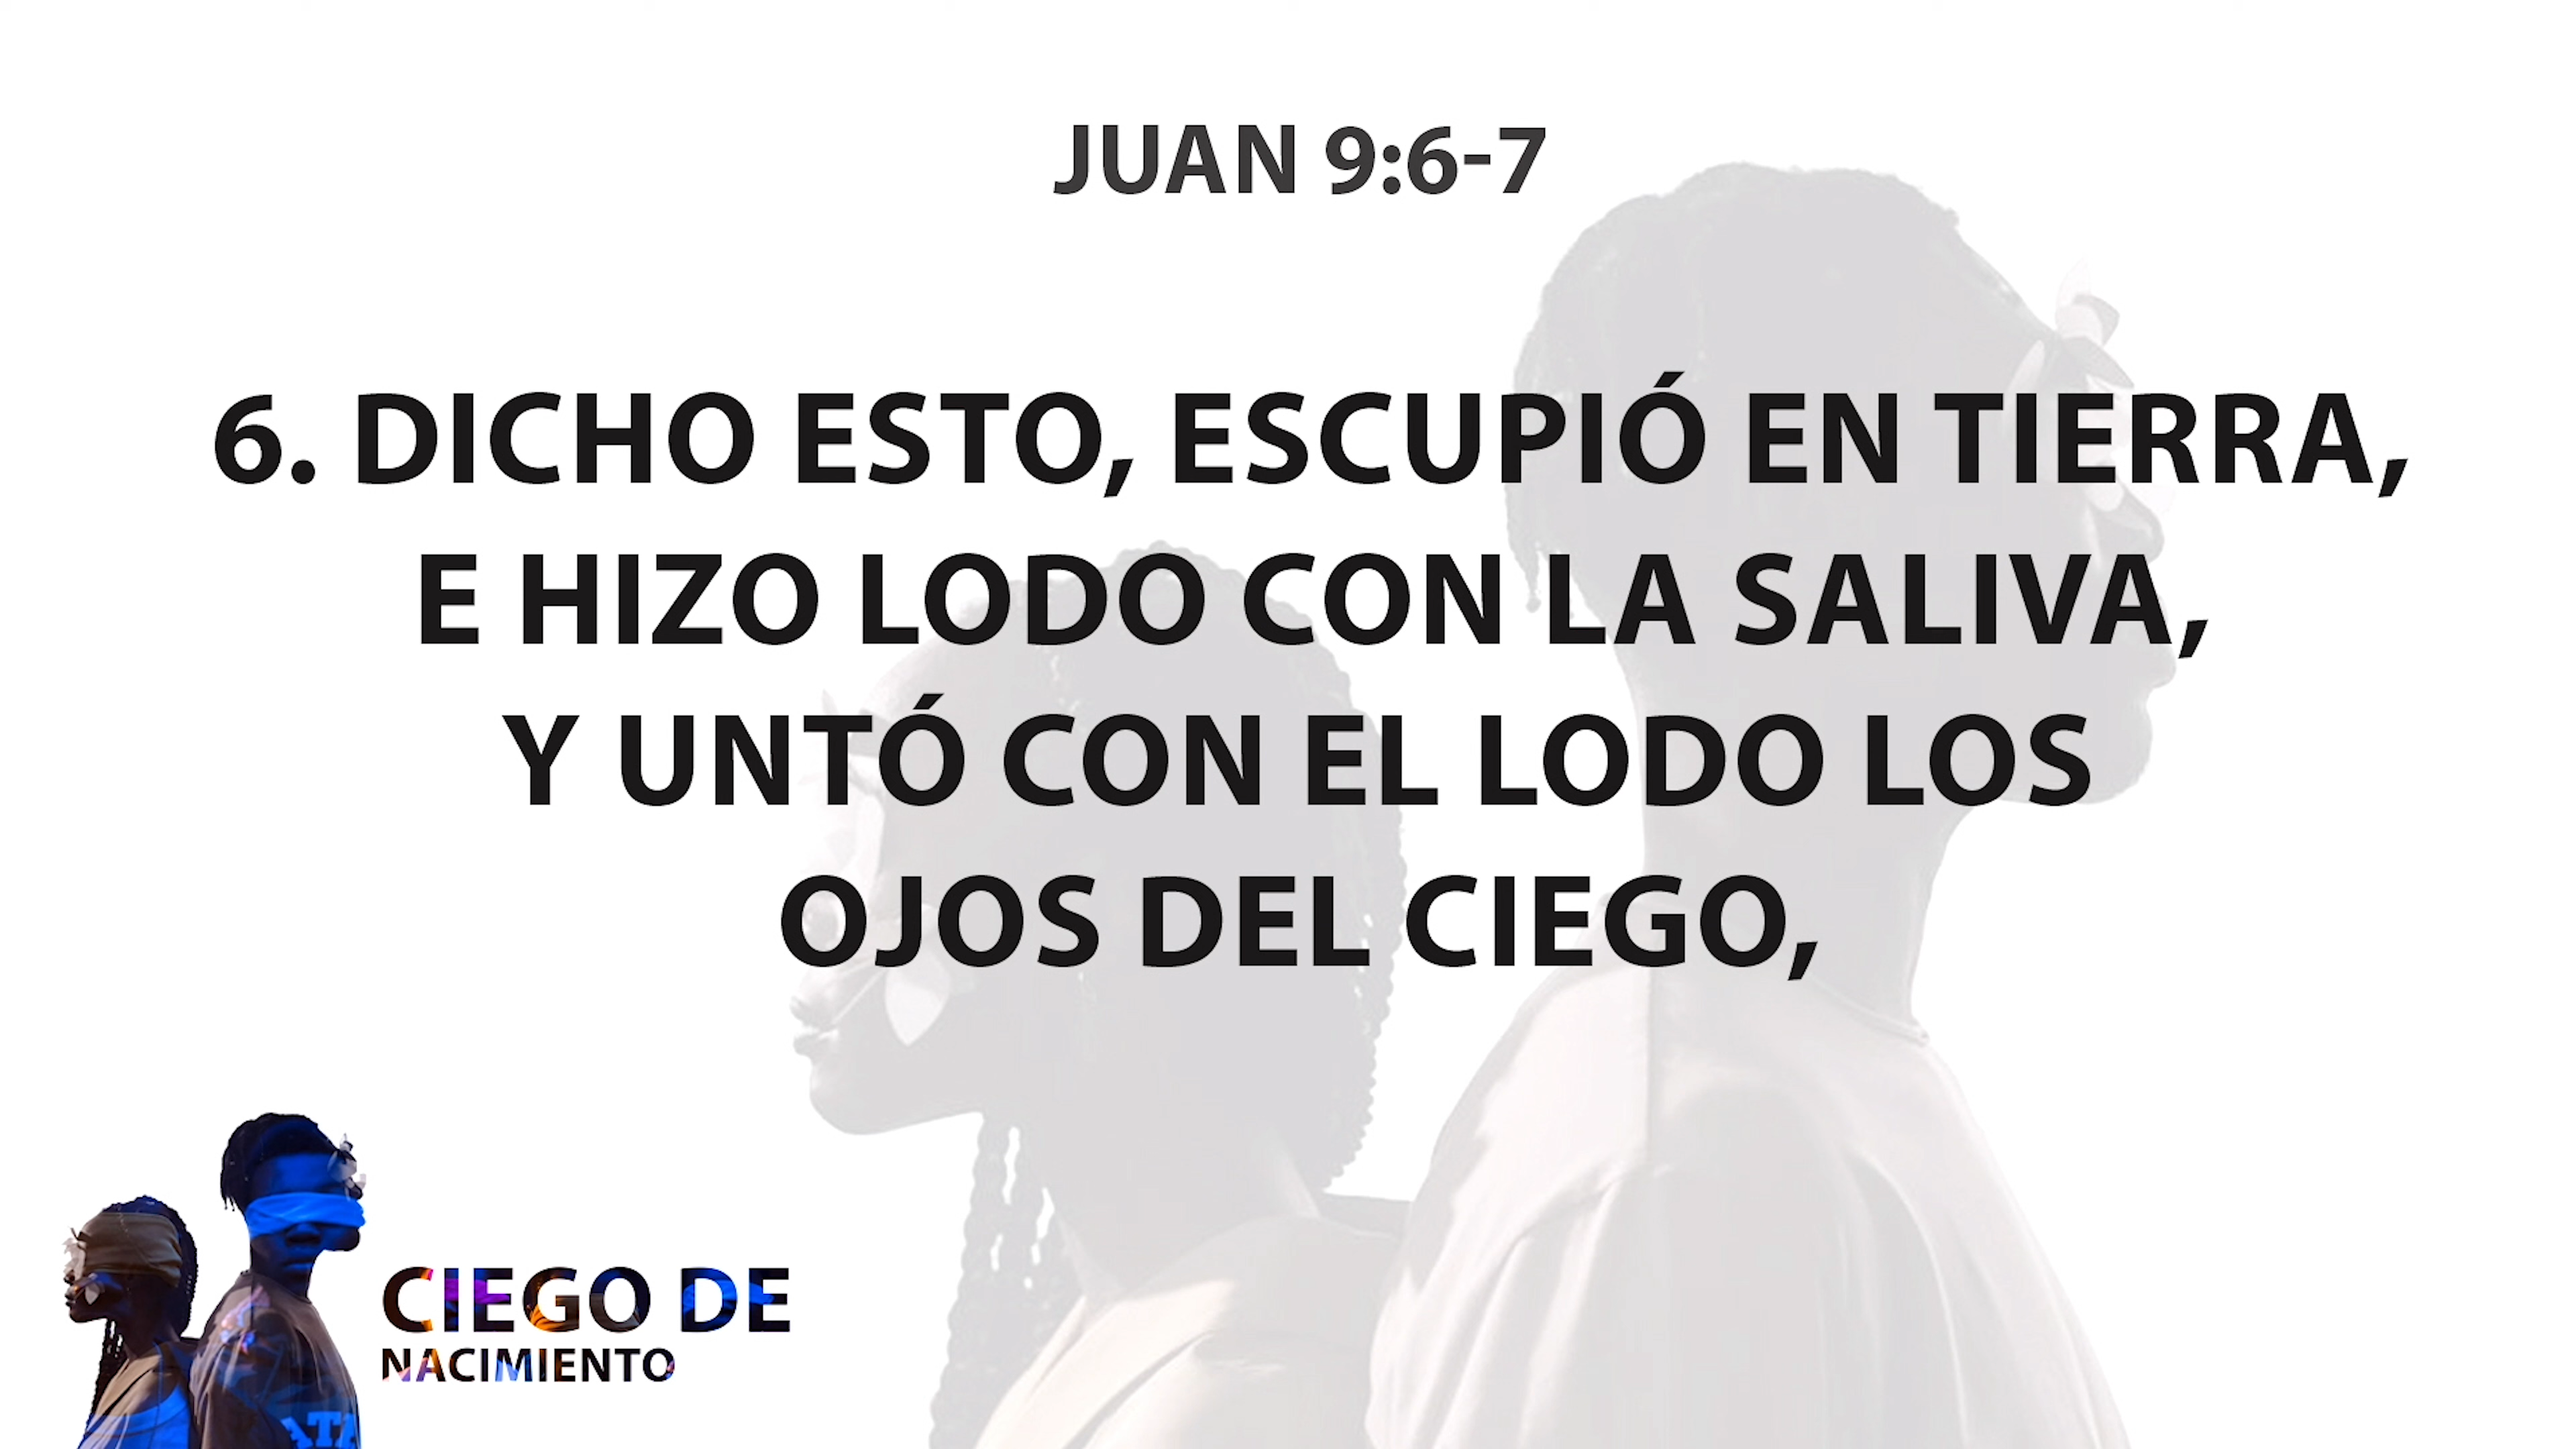 JUAN 9:6-7
6. DICHO ESTO, ESCUPIÓ EN TIERRA,
E HIZO LODO CON LA SALIVA,
Y UNTÓ CON EL LODO LOS
OJOS DEL CIEGO,
CIEGO DE
NACIMIENTO